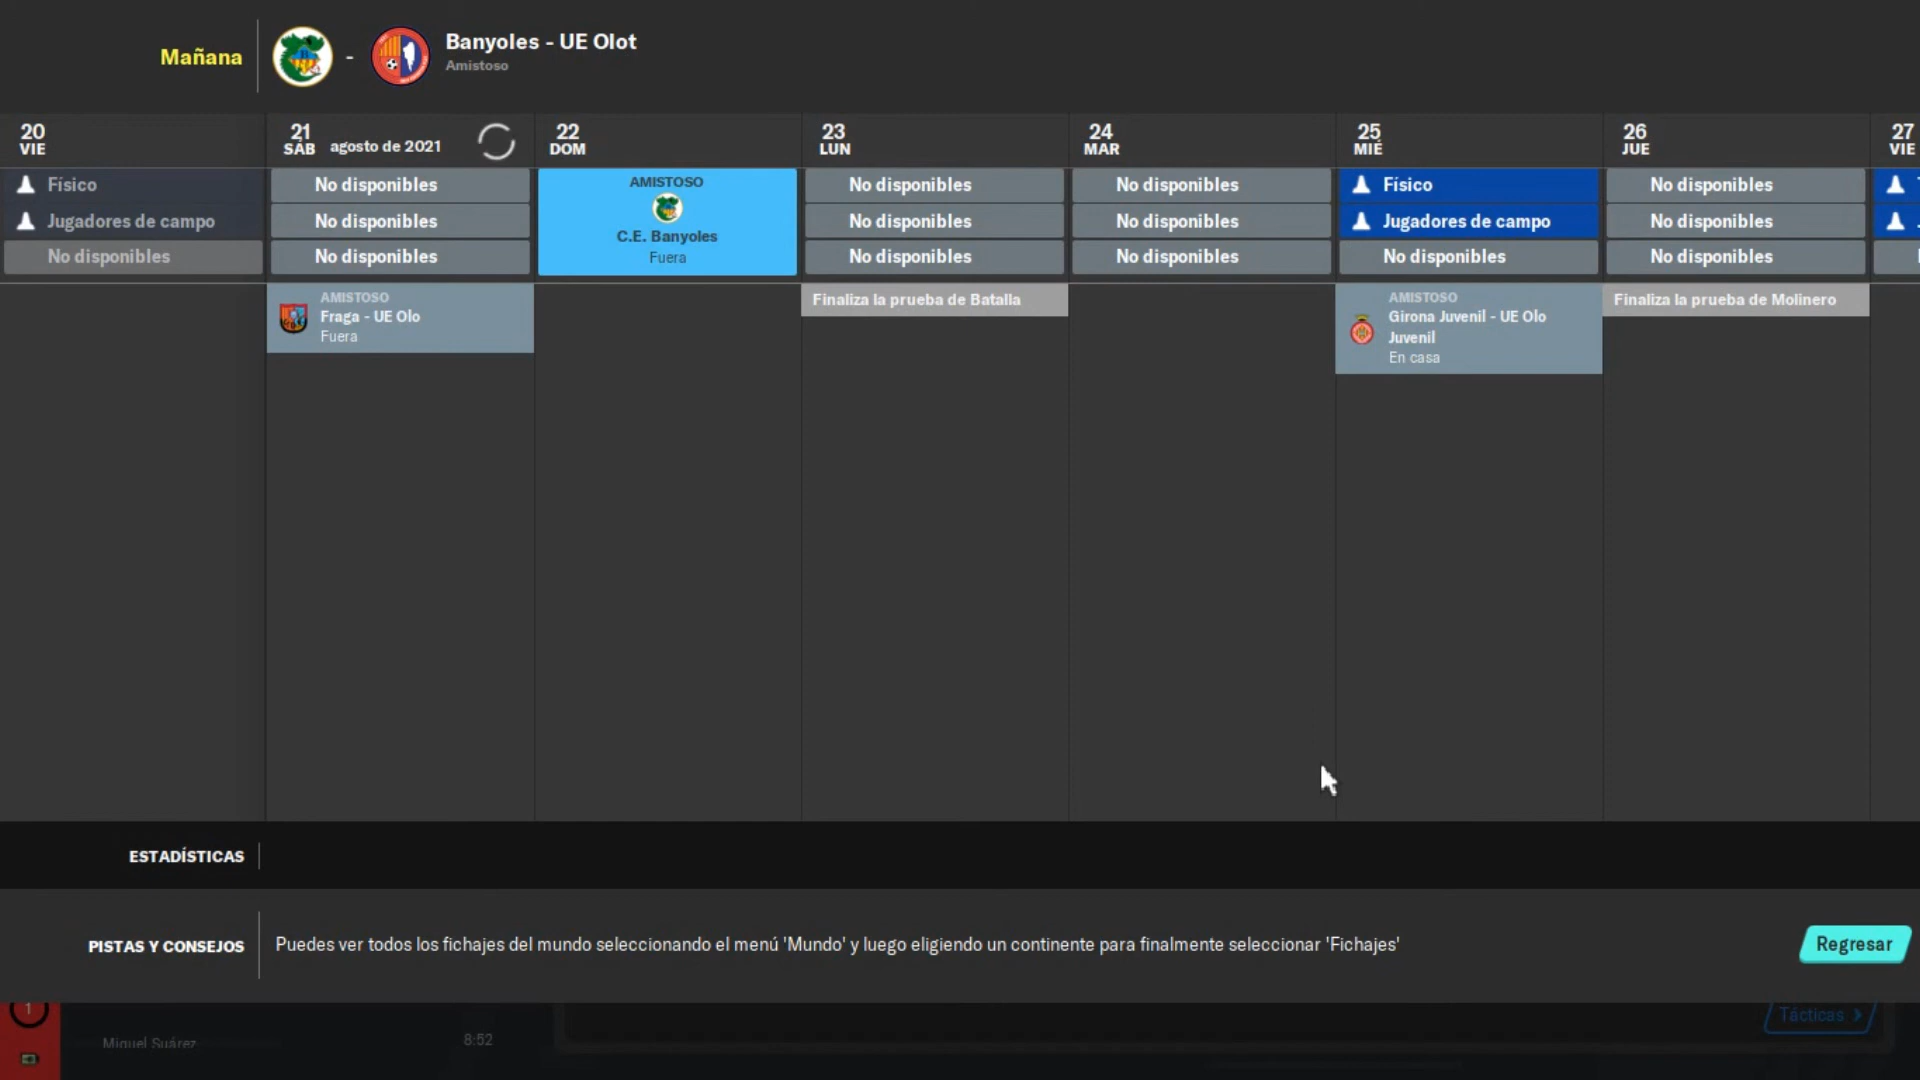 Mañana
Banyoles - UE Olot
Amistoso
20
VIE
21
SÁB
agosto de 2021
22
DOM
23
LUN
24
MAR
25
MIÉ
26
JUE
27
VIE
Físico
No disponibles
AMISTOSO
No disponibles
No disponibles
Físico
No disponibles
Jugadores de campo
No disponibles
C.E. Banyoles
No disponibles
No disponibles
Jugadores de campo
No disponibles
No disponibles
No disponibles
Fuera
No disponibles
No disponibles
No disponibles
No disponibles
AMISTOSO
Fraga - UE Olo
Fuera
Finaliza la prueba de Batalla
AMISTOSO
Girona Juvenil - UE Olo
Juvenil
En casa
Finaliza la prueba de Molinero
ESTADÍSTICAS
PISTAS Y CONSEJOS
Puedes ver todos los fichajes del mundo seleccionando el menú 'Mundo' y luego eligiendo un continente para finalmente seleccionar 'Fichajes'
Regresar
1
Miguel Suárez
8:52
Tácticas